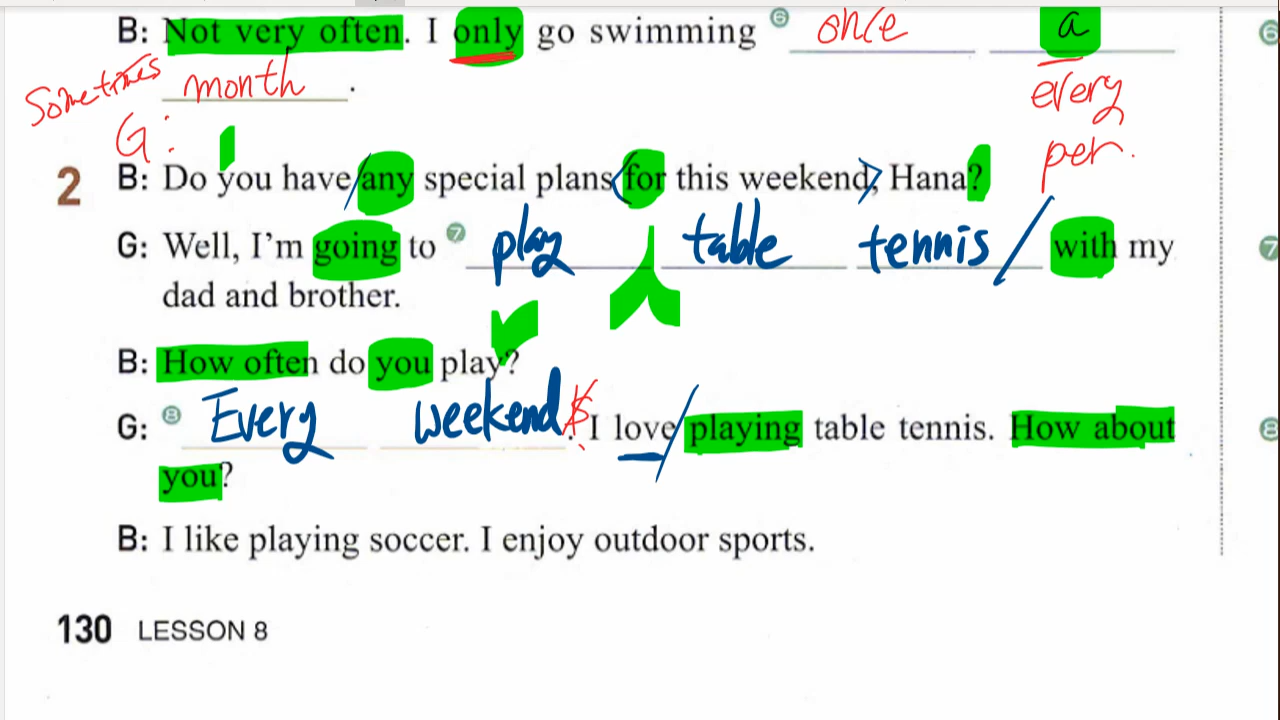 B: Not very often. I only go swimming ⑥ once a
Sometimes month . every
G: per.
2 B: Do you have any special plans for this weekend, Hana?
G: Well, I'm going to ⑦ play table tennis with my
dad and brother.
B: How often do you play?
G: ⑧ Every weekend. I love playing table tennis. How about
you?
B: I like playing soccer. I enjoy outdoor sports.
130 LESSON 8
⑥
⑦
⑧